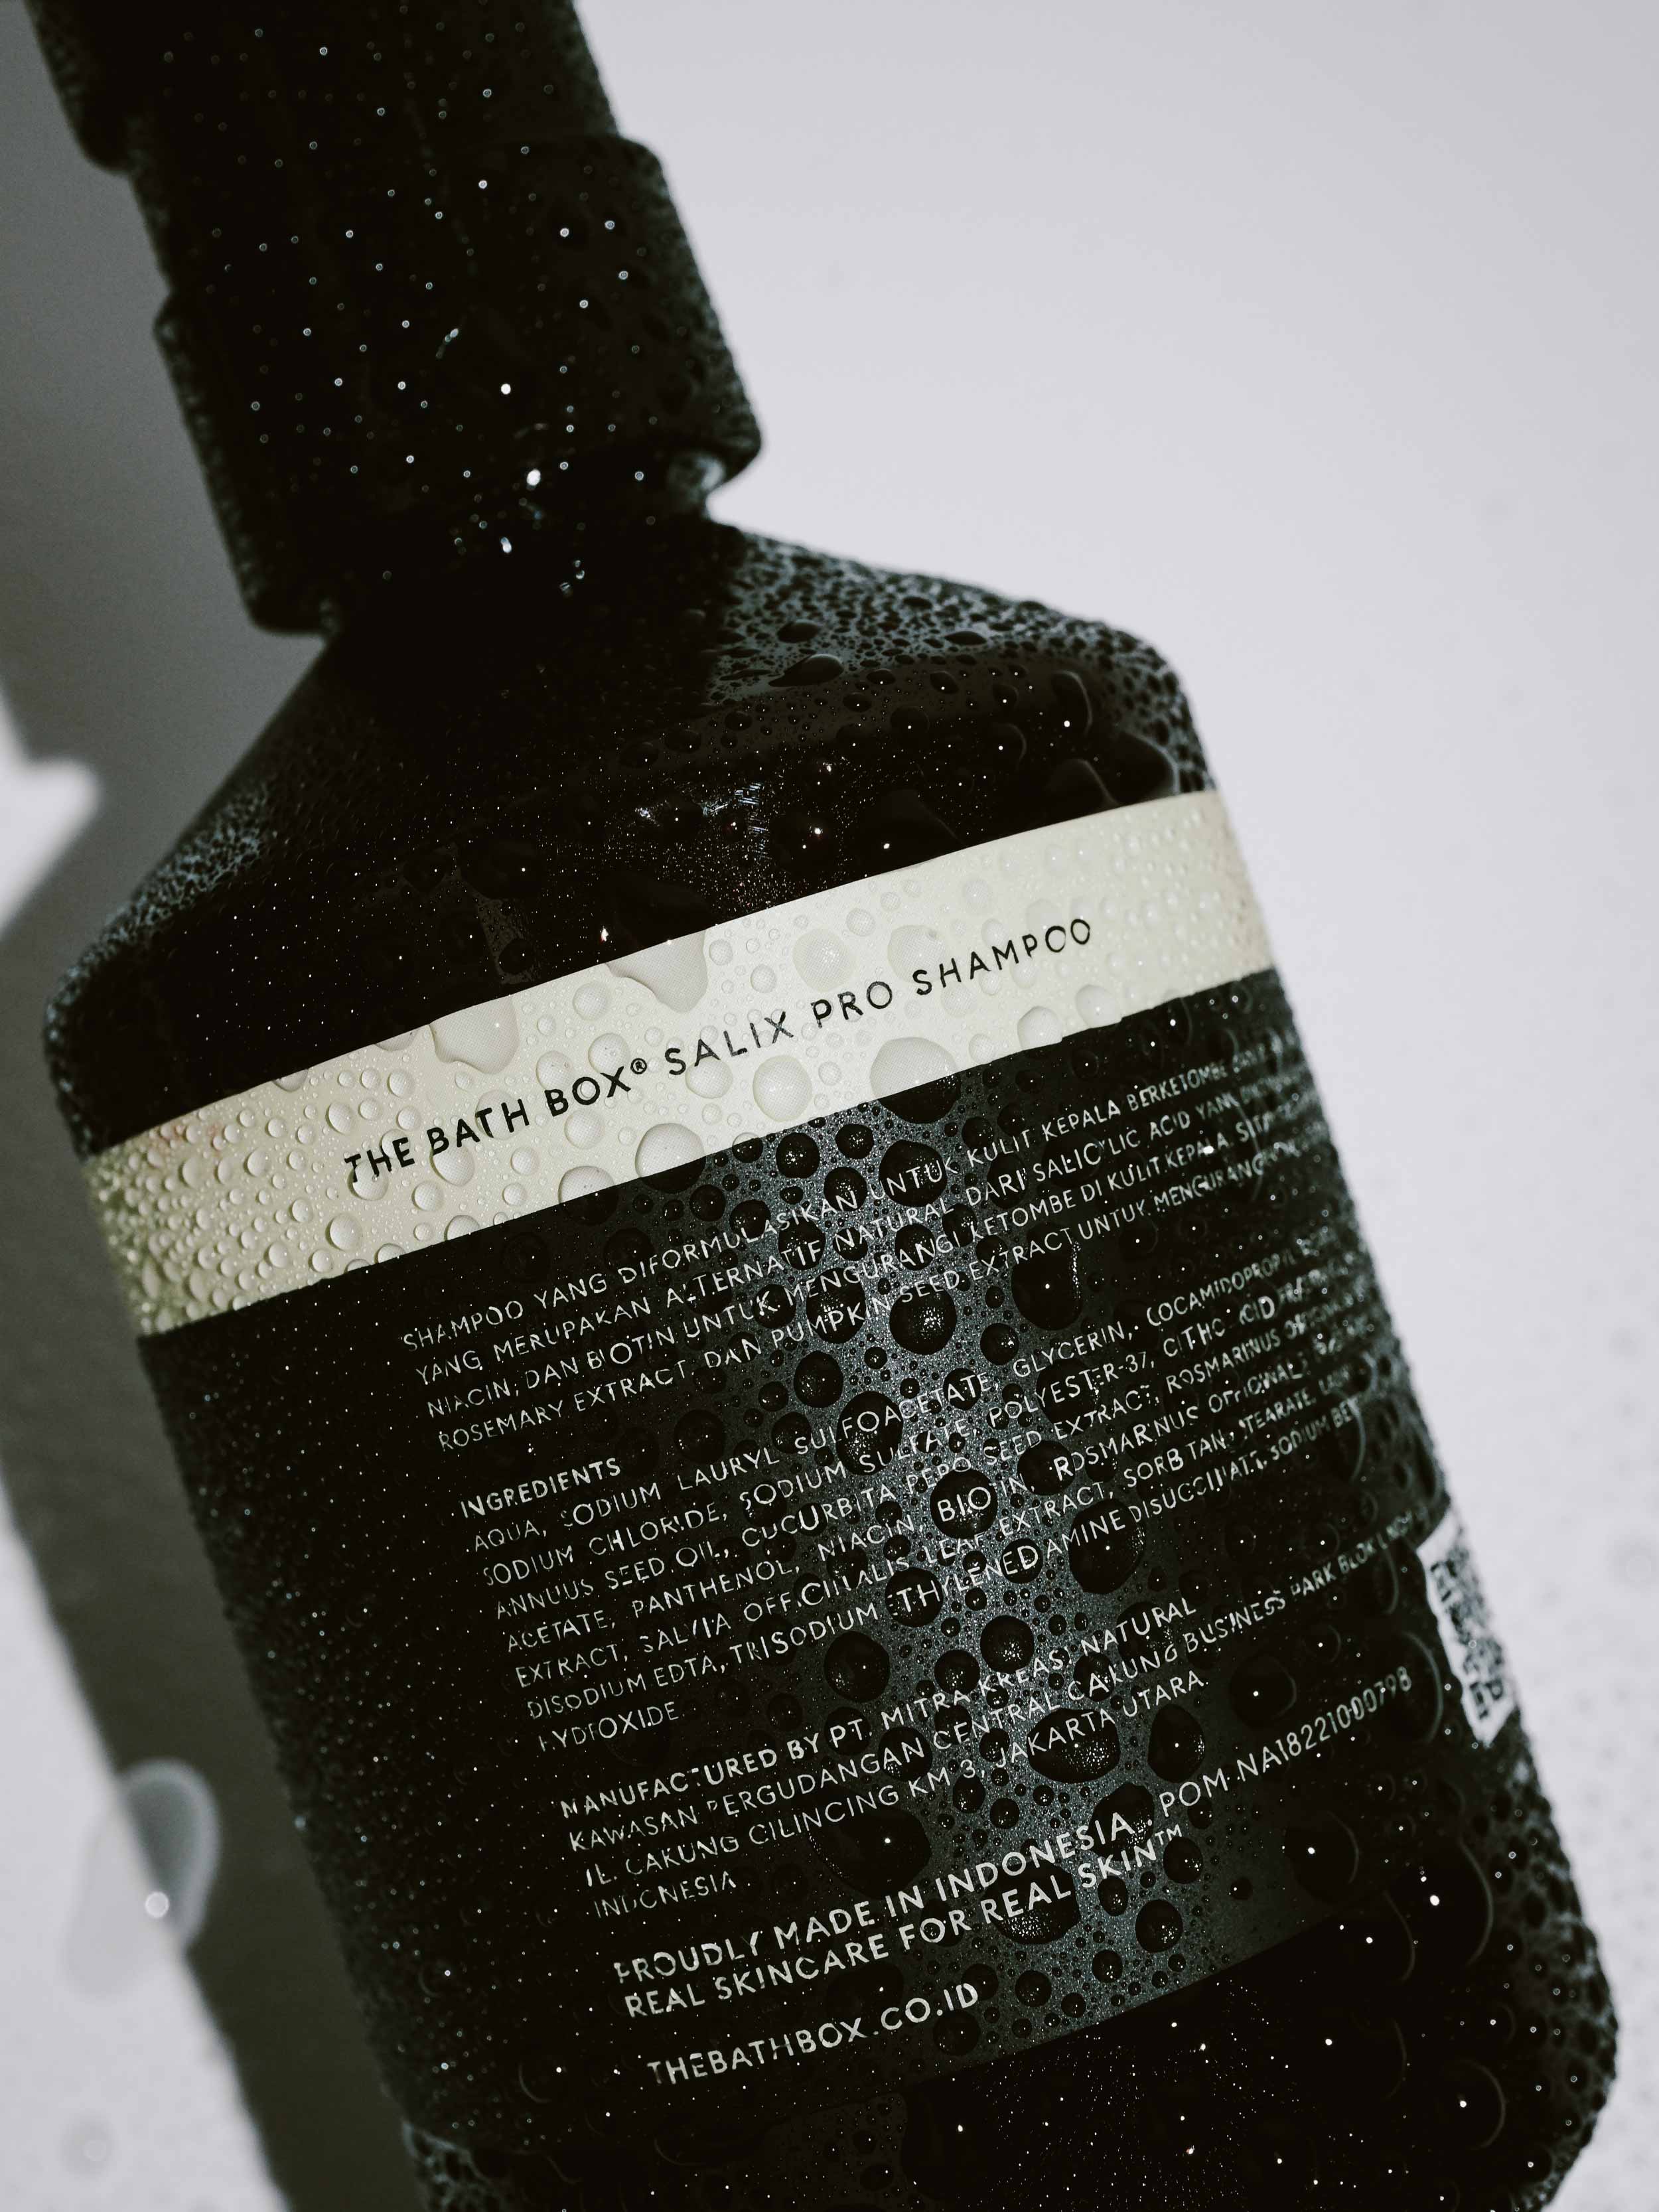 THE BATH BOX® SALIX PRO SHAMPOO
SHAMPOO YANG DIFORMULASIKAN UNTUK KULIT KEPALA BERKETOMBE
YANG MERUPAKAN ALTERNATIF NATURAL DARI SALICYLIC ACID YANG
NIACIN, DAN BIOTIN UNTUK MENGURANGI KETOMBE DI KULIT KEPALA
ROSEMARY EXTRACT, DAN PUMPKIN SEED EXTRACT UNTUK MENGURANGI
INGREDIENTS
AQUA, SODIUM LAURYL SULFOACETATE, GLYCERIN, COCAMIDOPROPYL
SODIUM CHLORIDE, SODIUM SULFATE, POLYESTER-37, CITRIC ACID
ANNUUS SEED OIL, CUCURBITA PEPO SEED EXTRACT, ROSMARINUS
ACETATE, PANTHENOL, NIACIN, BIOTIN, ROSMARINUS OFFICINALIS
EXTRACT, SALVIA OFFICINALIS LEAF EXTRACT, SORBITAN STEARATE,
DISODIUM EDTA, TRISODIUM ETHYLENEDIAMINE DISUCCINATE, SODIUM
HYDROXIDE
MANUFACTURED BY PT. MITRA KREASI NATURAL
KAWASAN PERGUDANGAN CENTRAL CAKUNG BUSINESS PARK BLOK
JL. CAKUNG CILINCING KM 3, JAKARTA UTARA
INDONESIA
PROUDLY MADE IN INDONESIA. POM NA18221000798
REAL SKINCARE FOR REAL SKIN™
THEBATHBOX.CO.ID